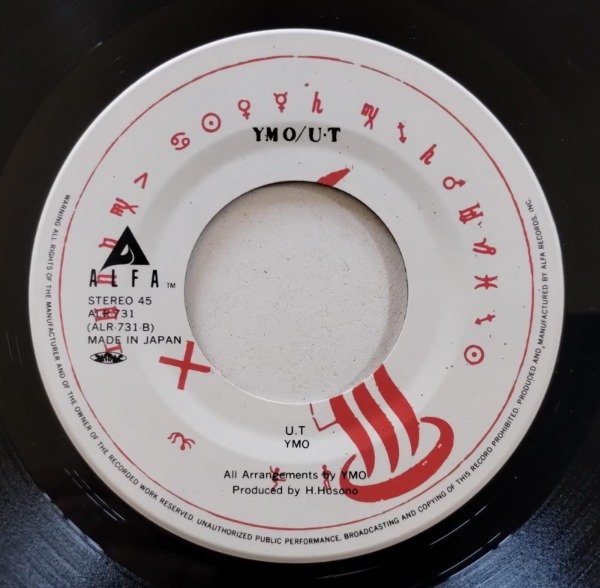 YMO/U·T
ALFA TM
STEREO 45
ALR-731
(ALR-731-B)
MADE IN JAPAN
U.T
YMO
All Arrangements by YMO
Produced by H.Hosono
WARNING ALL RIGHTS OF THE MANUFACTURER AND OF THE OWNER OF THE RECORDED WORK RESERVED. UNAUTHORIZED PUBLIC PERFORMANCE, BROADCASTING AND COPYING OF THIS RECORD PROHIBITED. PRODUCED AND MANUFACTURED BY ALFA RECORDS, INC.